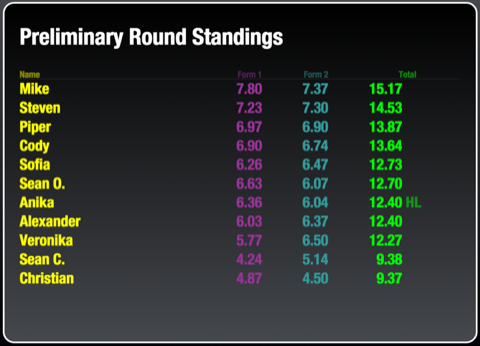 Preliminary Round Standings
Name Form 1 Form 2 Total
Mike 7.80 7.37 15.17
Steven 7.23 7.30 14.53
Piper 6.97 6.90 13.87
Cody 6.90 6.74 13.64
Sofia 6.26 6.47 12.73
Sean O. 6.63 6.07 12.70
Anika 6.36 6.04 12.40 HL
Alexander 6.03 6.37 12.40
Veronika 5.77 6.50 12.27
Sean C. 4.24 5.14 9.38
Christian 4.87 4.50 9.37